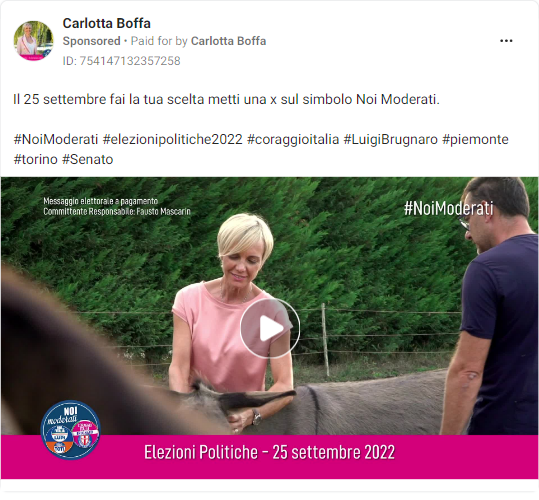 Carlotta Boffa
Sponsored • Paid for by Carlotta Boffa
ID: 754147132357258
Il 25 settembre fai la tua scelta metti una x sul simbolo Noi Moderati.
#NoiModerati #elezionipolitiche2022 #coraggioitalia #LuigiBrugnaro #piemonte
#torino #Senato
Messaggio elettorale a pagamento
Committente Responsabile: Fausto Mascarin
#NoiModerati
NOI
moderati
Elezioni Politiche - 25 settembre 2022